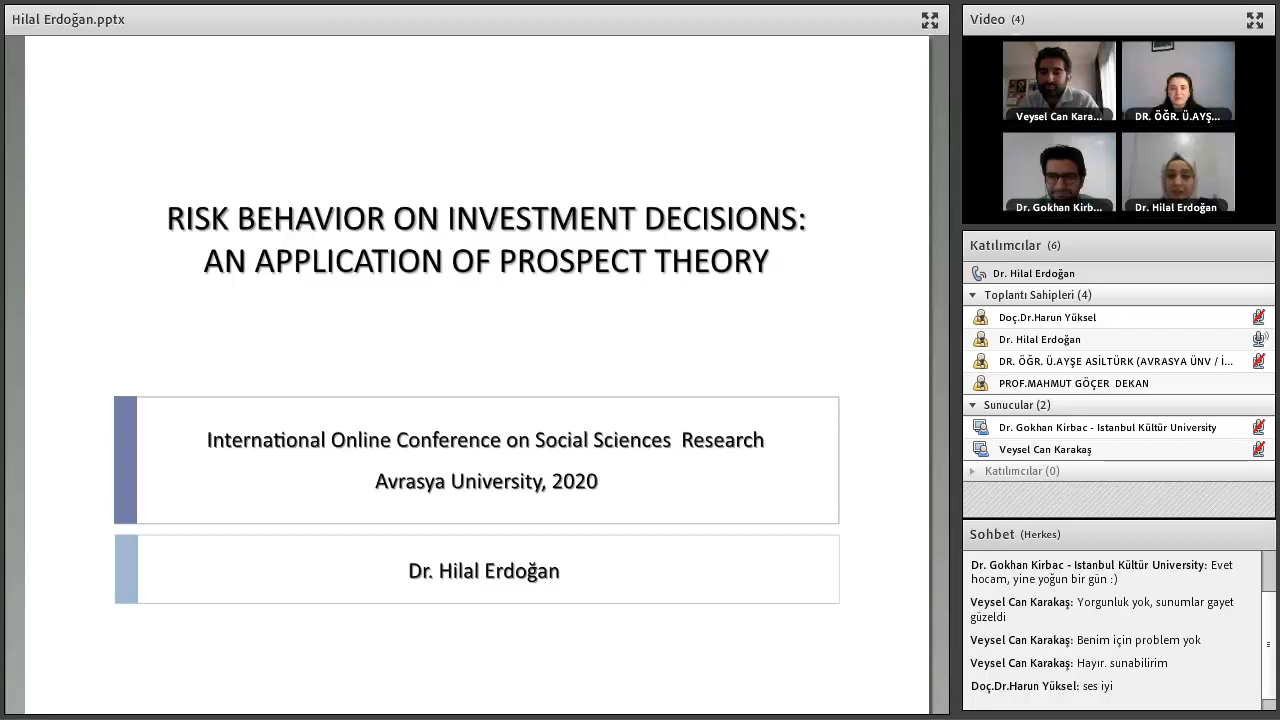 Hilal Erdoğan.pptx
RISK BEHAVIOR ON INVESTMENT DECISIONS:
AN APPLICATION OF PROSPECT THEORY
International Online Conference on Social Sciences Research
Avrasya University, 2020
Dr. Hilal Erdoğan
Video (4)
Veysel Can Kara...
DR. ÖĞR. Ü.AYŞ...
Dr. Gokhan Kirb...
Dr. Hilal Erdoğan
Katılımcılar (6)
Dr. Hilal Erdoğan
Toplantı Sahipleri (4)
Doç.Dr.Harun Yüksel
Dr. Hilal Erdoğan
DR. ÖĞR. Ü.AYŞE ASİLTÜRK (AVRASYA ÜNV / İ...
PROF.MAHMUT GÖÇER DEKAN
Sunucular (2)
Dr. Gokhan Kirbac - Istanbul Kültür University
Veysel Can Karakaş
Katılımcılar (0)
Sohbet (Herkes)
Dr. Gokhan Kirbac - Istanbul Kültür University: Evet
hocam, yine yoğun bir gün :)
Veysel Can Karakaş: Yorgunluk yok, sunumlar gayet
güzeldi
Veysel Can Karakaş: Benim için problem yok
Veysel Can Karakaş: Hayır. sunabilirim
Doç.Dr.Harun Yüksel: ses iyi